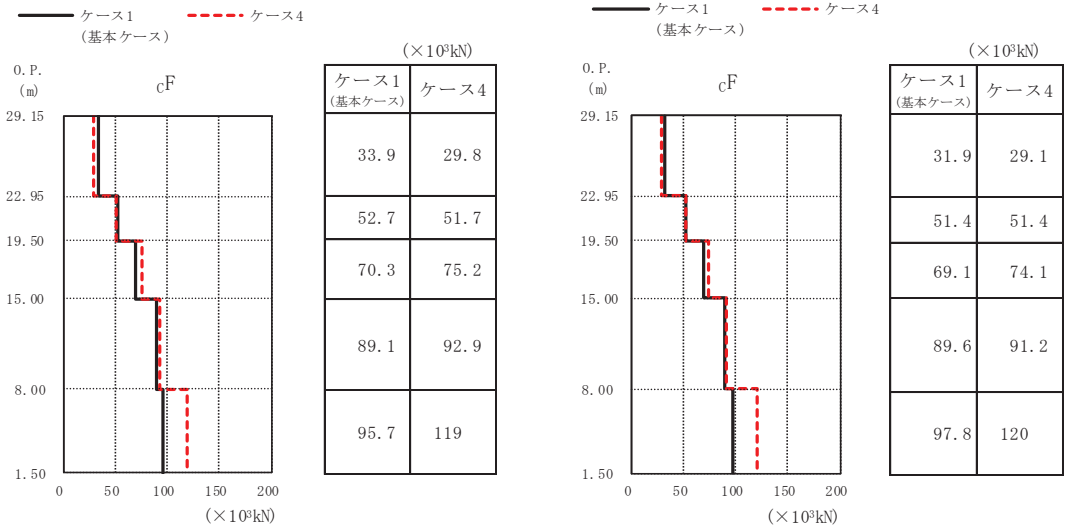 ケース1 ケース4
(基本ケース)
(×10³kN)
O.P.
(m)
cF
ケース1 ケース4
(基本ケース)
29.15
33.9 29.8
22.95
52.7 51.7
19.50
70.3 75.2
15.00
89.1 92.9
8.00
95.7 119
1.50
0 50 100 150 200
(×10³kN)
ケース1 ケース4
(基本ケース)
(×10³kN)
O.P.
(m)
cF
ケース1 ケース4
(基本ケース)
29.15
31.9 29.1
22.95
51.4 51.4
19.50
69.1 74.1
15.00
89.6 91.2
8.00
97.8 120
1.50
0 50 100 150 200
(×10³kN)